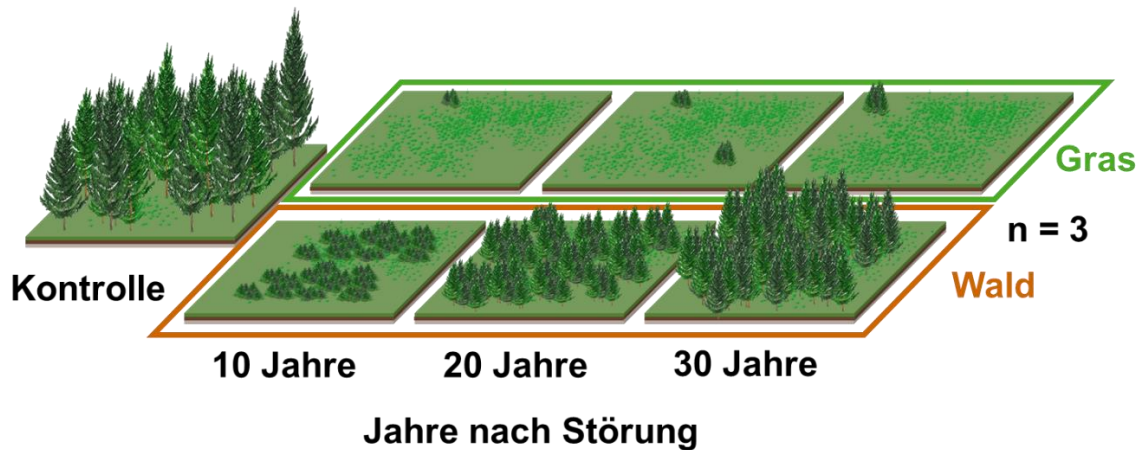 Gras
n = 3
Kontrolle
Wald
10 Jahre
20 Jahre
30 Jahre
Jahre nach Störung